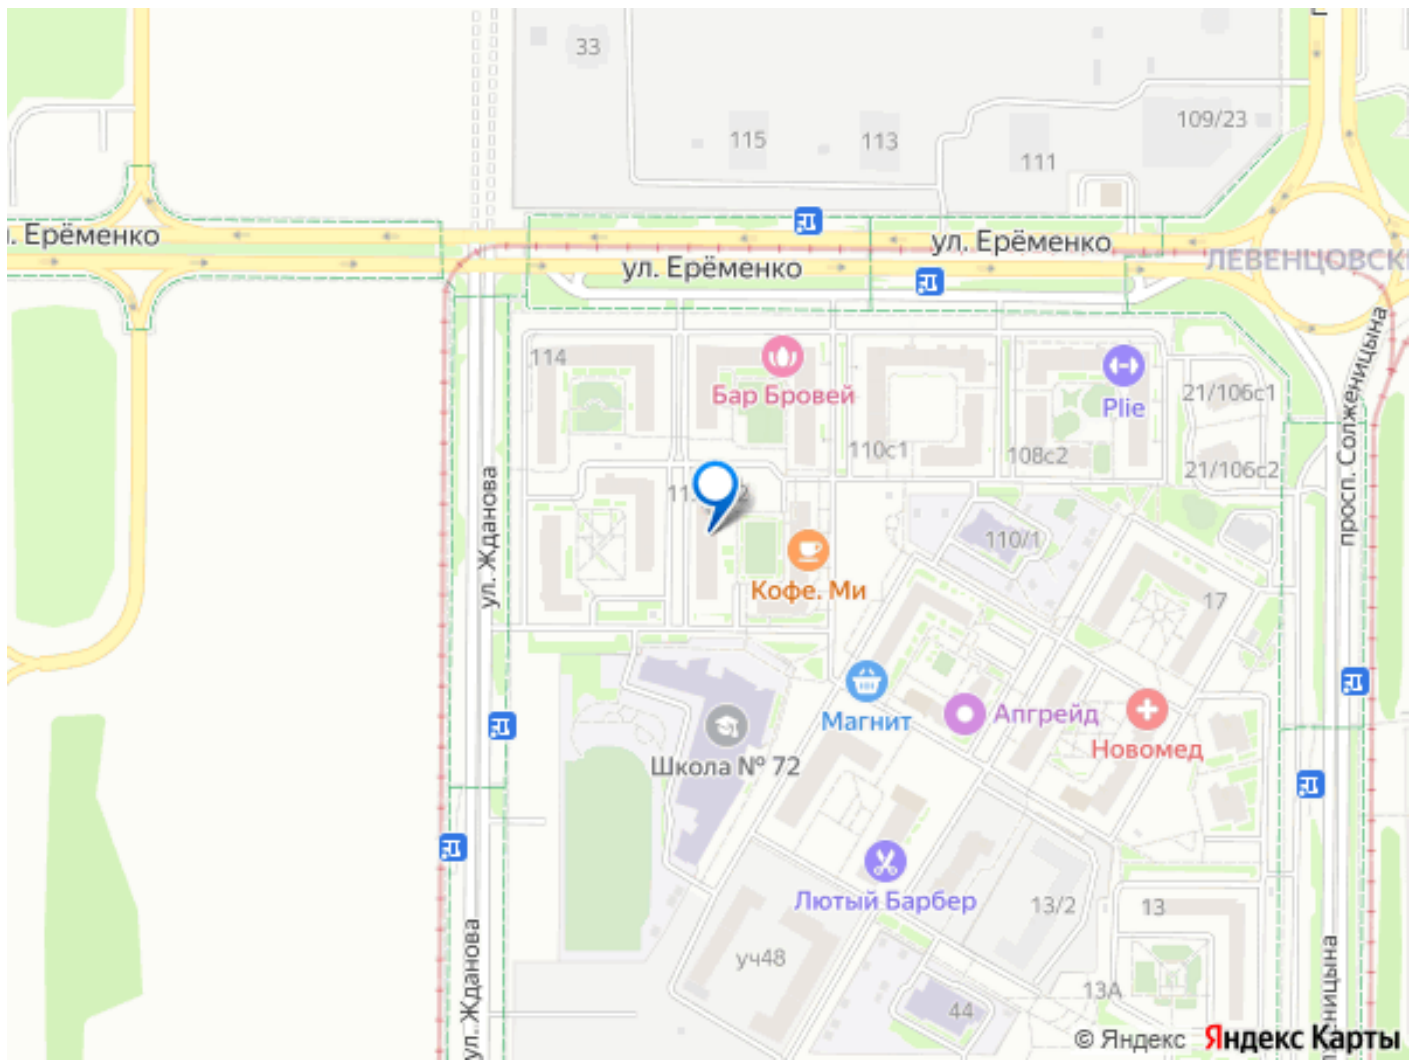 33
109/23
115
113
111
ул. Ерёменко
ул. Ерёменко
ЛЕВЕНЦОВСК
ул. Ерёменко
просп. Солженицына
114
Бар Бровей
Plie
21/106с1
110с1
108с2
21/106с2
ул. Жданова
110/1
Кофе. Ми
17
Магнит
Апгрейд
Новомед
Школа № 72
Лютый Барбер
13/2
13
ул. Жданова
уч48
13А
44
© Яндекс Яндекс Карты